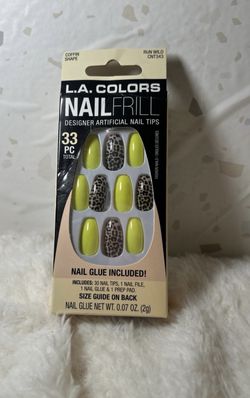 COFFIN
SHAPE
RUN WILD
CNT343
L.A. COLORS
NAIL FRILL
DESIGNER ARTIFICIAL NAIL TIPS
33
PC
TOTAL
NAIL GLUE INCLUDED!
INCLUDES: 30 NAIL TIPS, 1 NAIL FILE,
1 NAIL GLUE & 1 PREP PAD.
SIZE GUIDE ON BACK
NAIL GLUE NET WT. 0.07 OZ. (2g)